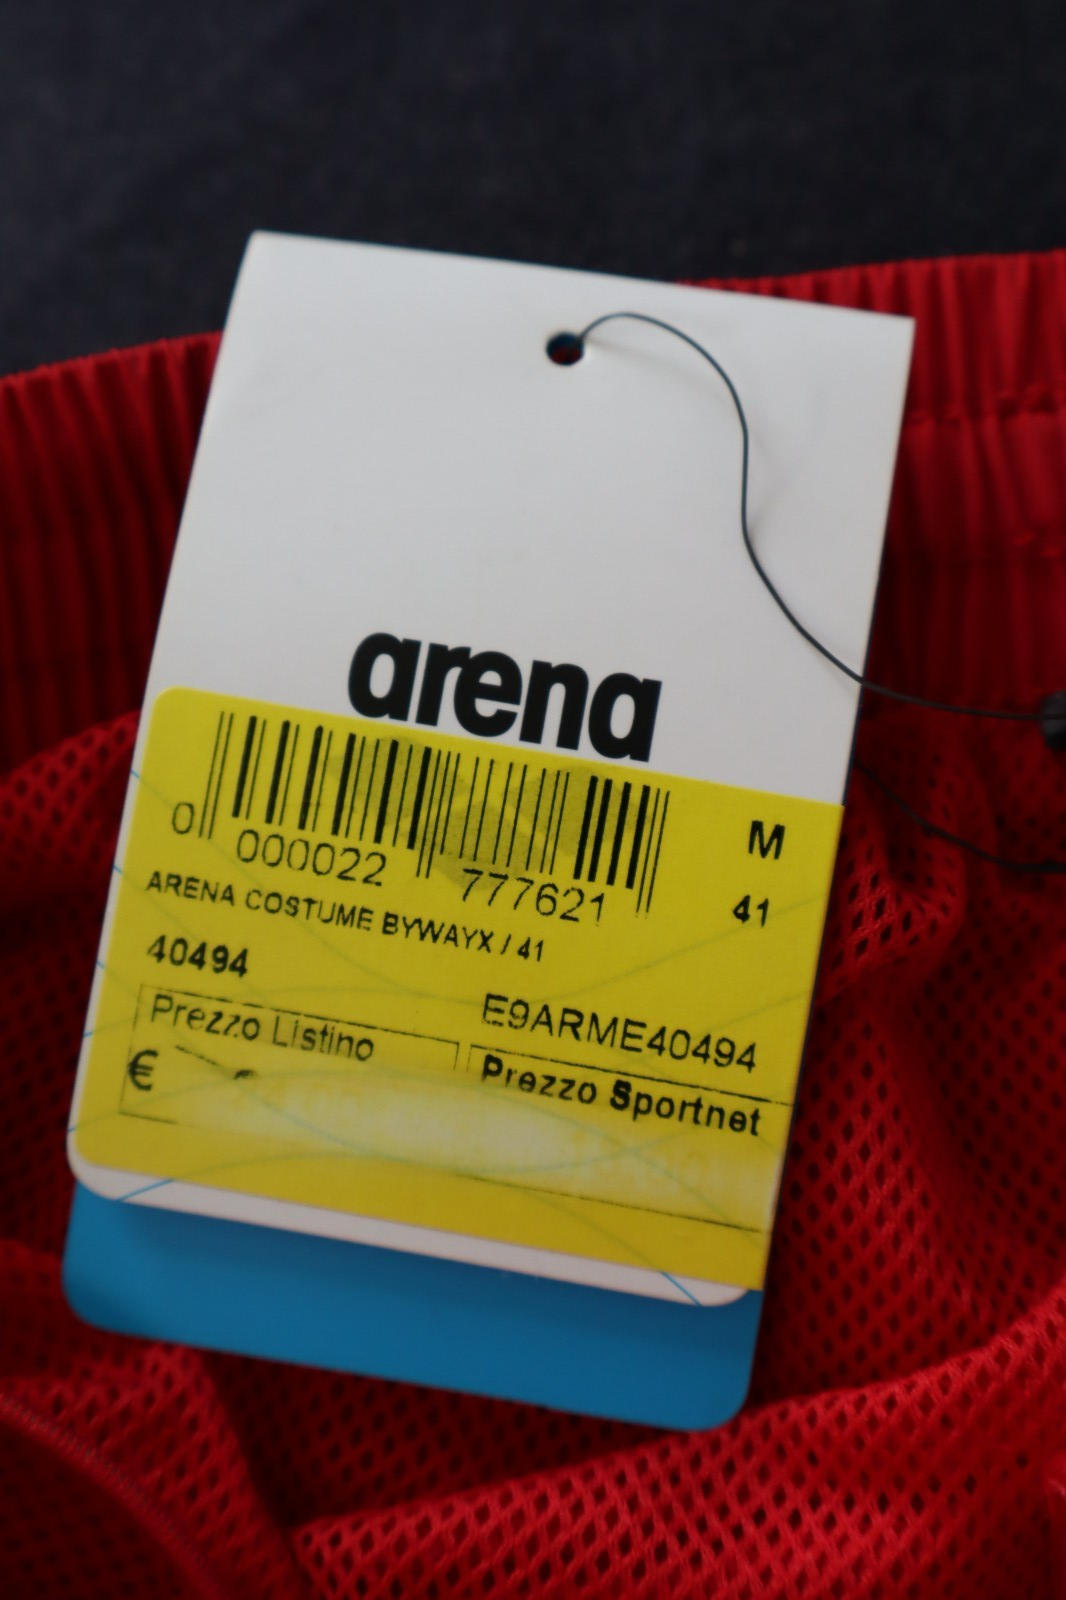 arena
0 000022 777621
M
41
ARENA COSTUME BYWAYX / 41
40494
E9ARME40494
Prezzo Listino
€
Prezzo Sportnet